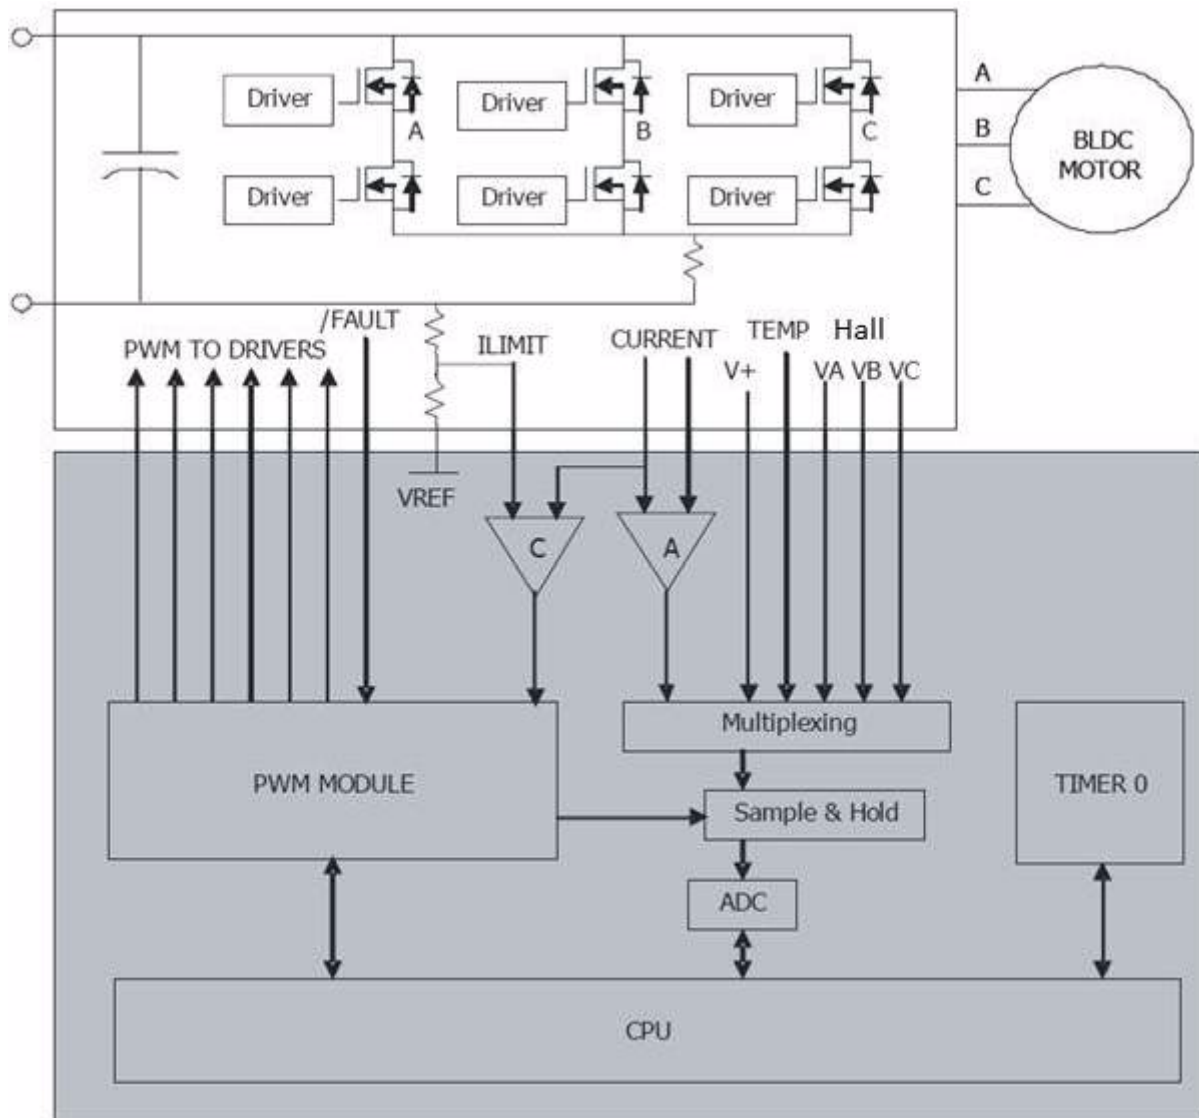 Driver
Driver
Driver
A
B
C
Driver
Driver
Driver
A
B
C
BLDC
MOTOR
/FAULT
PWM TO DRIVERS
ILIMIT
CURRENT
TEMP
Hall
V+
VA VB VC
VREF
C
A
Multiplexing
PWM MODULE
Sample & Hold
TIMER 0
ADC
CPU